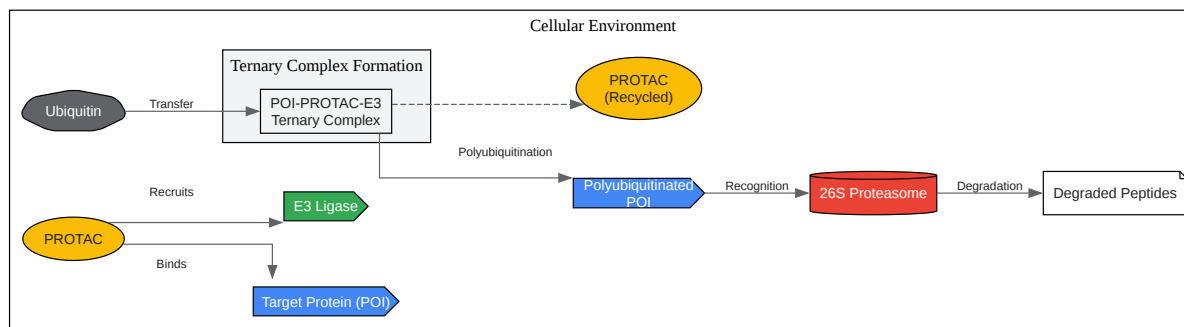 Cellular Environment
Ternary Complex Formation
Ubiquitin
Transfer
POI-PROTAC-E3
Ternary Complex
PROTAC
(Recycled)
Polyubiquitination
Polyubiquitinated
POI
Recognition
26S Proteasome
Degradation
Degraded Peptides
Recruits
E3 Ligase
PROTAC
Binds
Target Protein (POI)